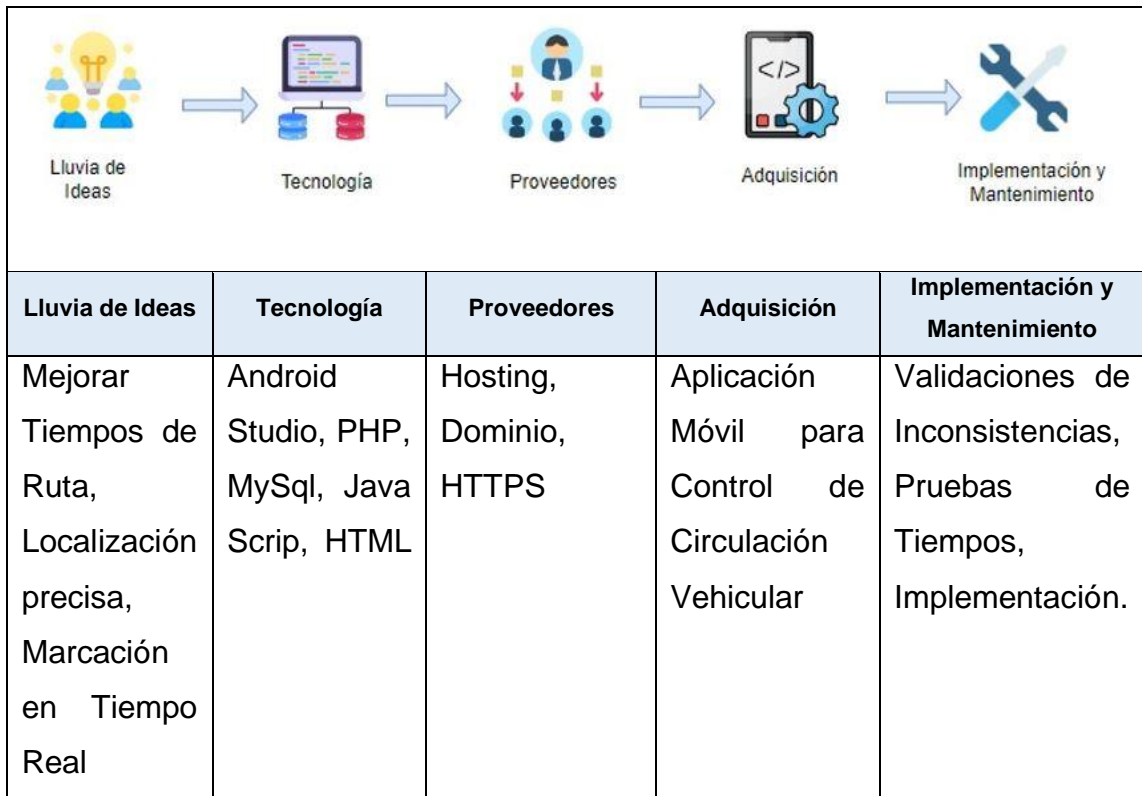 </>
Lluvia de
Ideas
Tecnología
Proveedores
Adquisición
Implementación y
Mantenimiento
Lluvia de Ideas
Tecnología
Proveedores
Adquisición
Implementación y
Mantenimiento
Mejorar
Tiempos de
Ruta,
Localización
precisa,
Marcación
en Tiempo
Real
Android
Studio, PHP,
MySql, Java
Scrip, HTML
Hosting,
Dominio,
HTTPS
Aplicación
Móvil para
Control de
Circulación
Vehicular
Validaciones de
Inconsistencias,
Pruebas de
Tiempos,
Implementación.